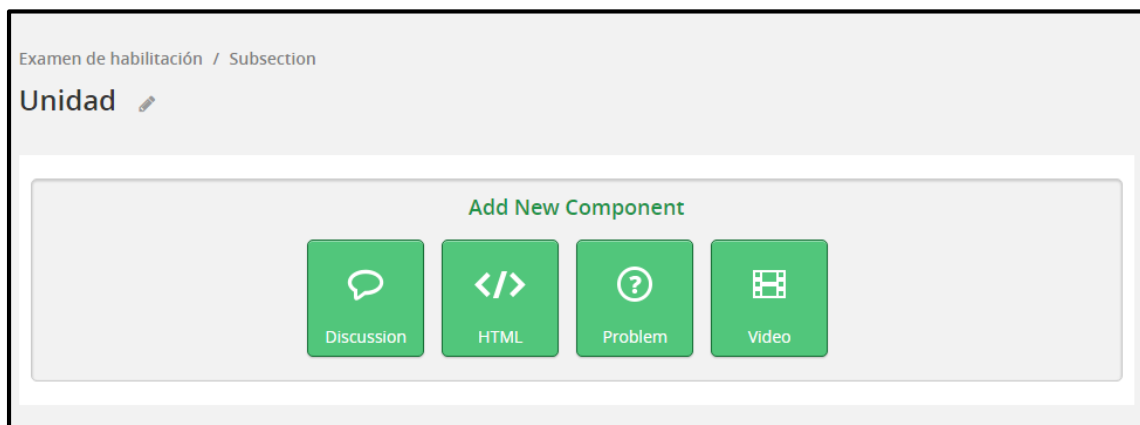 Examen de habilitación / Subsection
Unidad
Add New Component
Discussion
</> HTML
Problem
Video